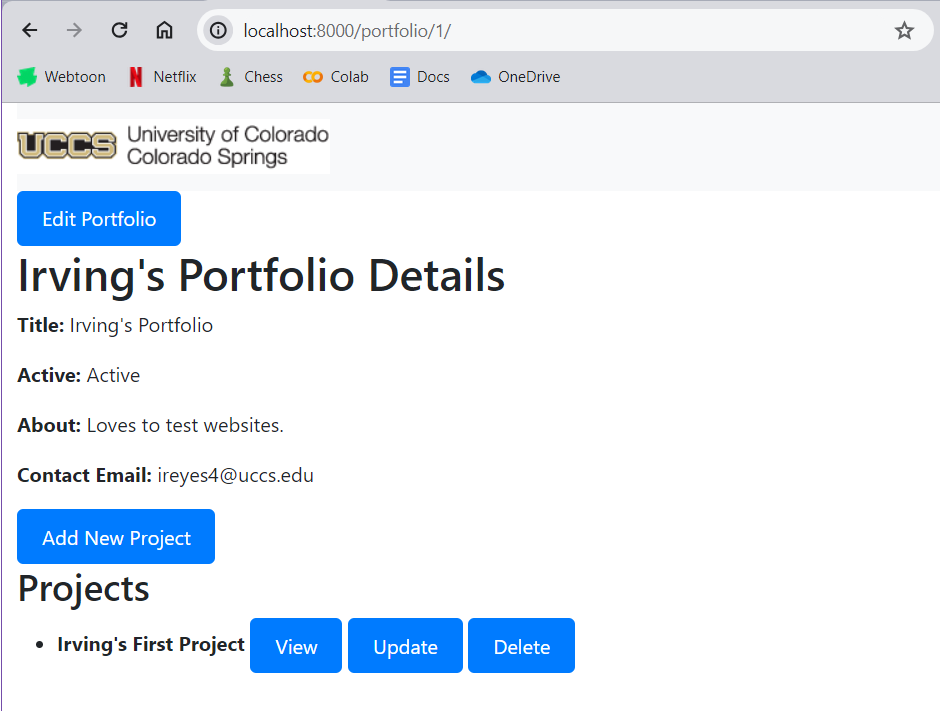 localhost:8000/portfolio/1/
Webtoon Netflix Chess Colab Docs OneDrive
UCCS University of Colorado
Colorado Springs
Edit Portfolio
Irving's Portfolio Details
Title: Irving's Portfolio
Active: Active
About: Loves to test websites.
Contact Email: ireyes4@uccs.edu
Add New Project
Projects
• Irving's First Project View Update Delete